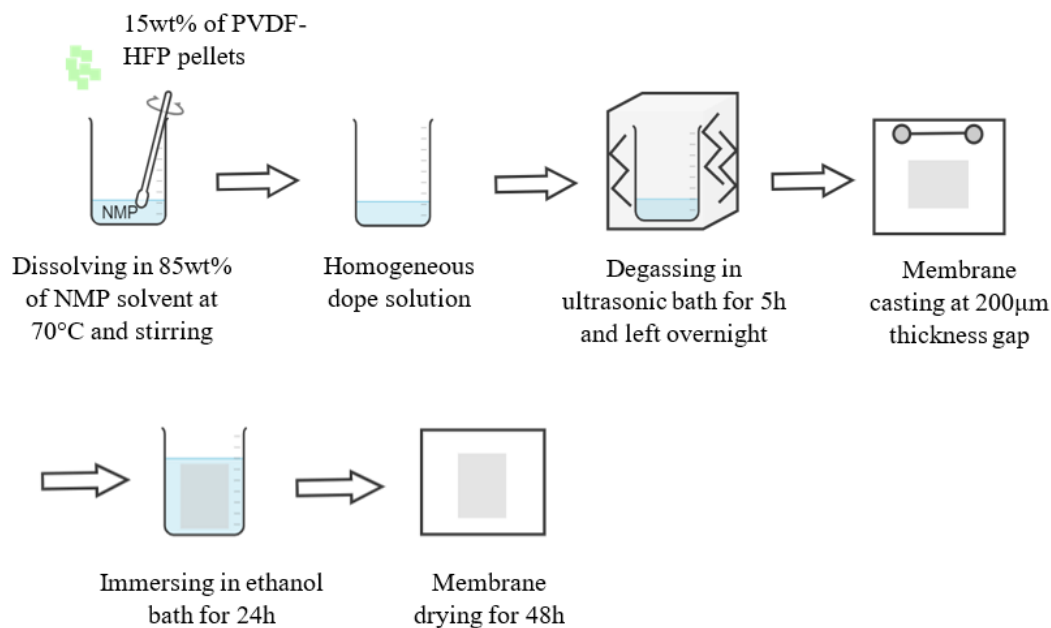 15wt% of PVDF-
HFP pellets
NMP
Dissolving in 85wt%
of NMP solvent at
70°C and stirring
Homogeneous
dope solution
Degassing in
ultrasonic bath for 5h
and left overnight
Membrane
casting at 200μm
thickness gap
Immersing in ethanol
bath for 24h
Membrane
drying for 48h